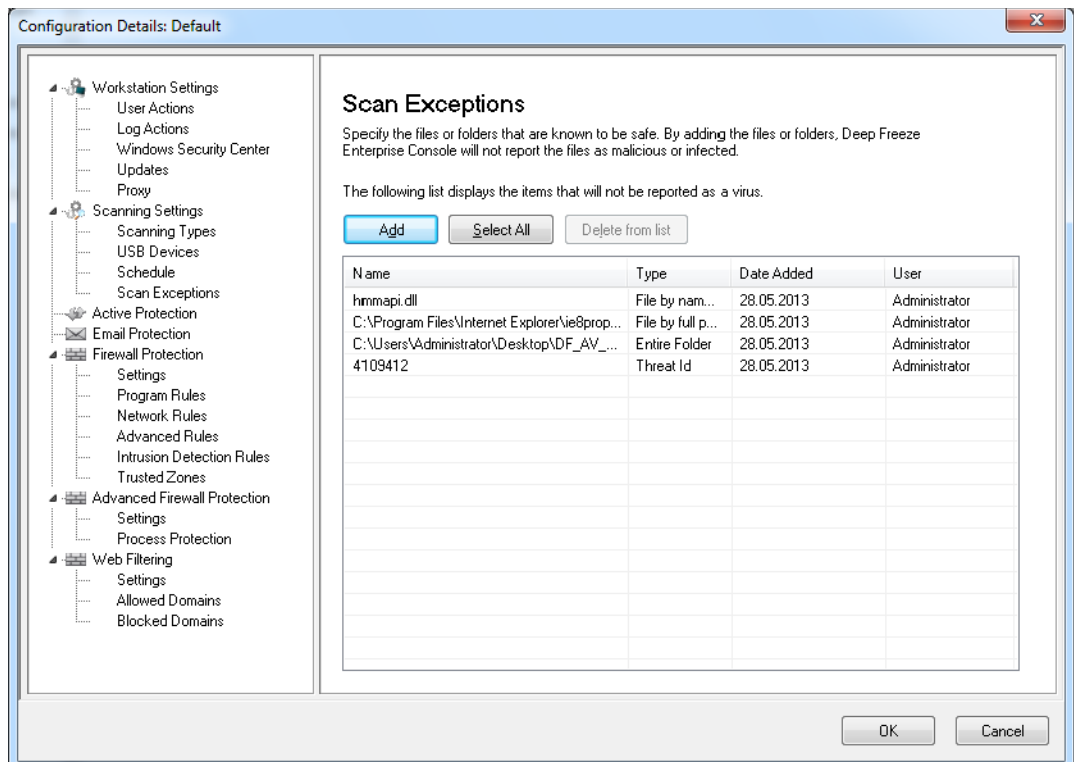 Configuration Details: Default
Workstation Settings
User Actions
Log Actions
Windows Security Center
Updates
Proxy
Scanning Settings
Scanning Types
USB Devices
Schedule
Scan Exceptions
Active Protection
Email Protection
Firewall Protection
Settings
Program Rules
Network Rules
Advanced Rules
Intrusion Detection Rules
Trusted Zones
Advanced Firewall Protection
Settings
Process Protection
Web Filtering
Settings
Allowed Domains
Blocked Domains
Scan Exceptions
Specify the files or folders that are known to be safe. By adding the files or folders, Deep Freeze
Enterprise Console will not report the files as malicious or infected.
The following list displays the items that will not be reported as a virus.
Add Select All Delete from list
Name Type Date Added User
hmmapi.dll File by nam... 28.05.2013 Administrator
C:\Program Files\Internet Explorer\ie8prop... File by full p... 28.05.2013 Administrator
C:\Users\Administrator\Desktop\DF_AV_... Entire Folder 28.05.2013 Administrator
4109412 Threat Id 28.05.2013 Administrator
OK Cancel